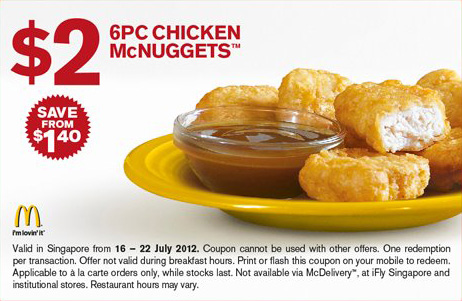 $2
6PC CHICKEN
McNUGGETS™
SAVE
FROM
$1.40
i'm lovin' it®
Valid in Singapore from 16 – 22 July 2012. Coupon cannot be used with other offers. One redemption
per transaction. Offer not valid during breakfast hours. Print or flash this coupon on your mobile to redeem.
Applicable to à la carte orders only, while stocks last. Not available via McDelivery™, at iFly Singapore and
institutional stores. Restaurant hours may vary.